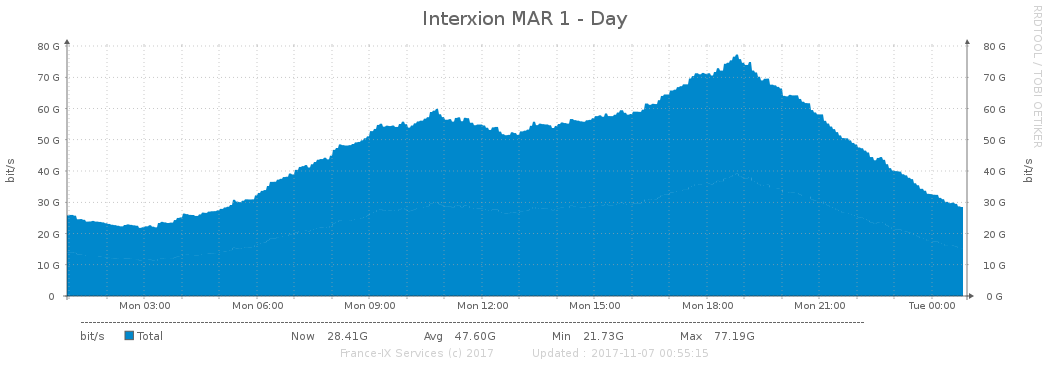 Interxion MAR 1 - Day
RRDTOOL / TOBI OETIKER
80 G 80 G
70 G 70 G
60 G 60 G
50 G 50 G
bit/s bit/s
40 G 40 G
30 G 30 G
20 G 20 G
10 G 10 G
0 0 G
Mon 03:00 Mon 06:00 Mon 09:00 Mon 12:00 Mon 15:00 Mon 18:00 Mon 21:00 Tue 00:00
bit/s Total Now 28.41G Avg 47.60G Min 21.73G Max 77.19G
France-IX Services (c) 2017 Updated : 2017-11-07 00:55:15